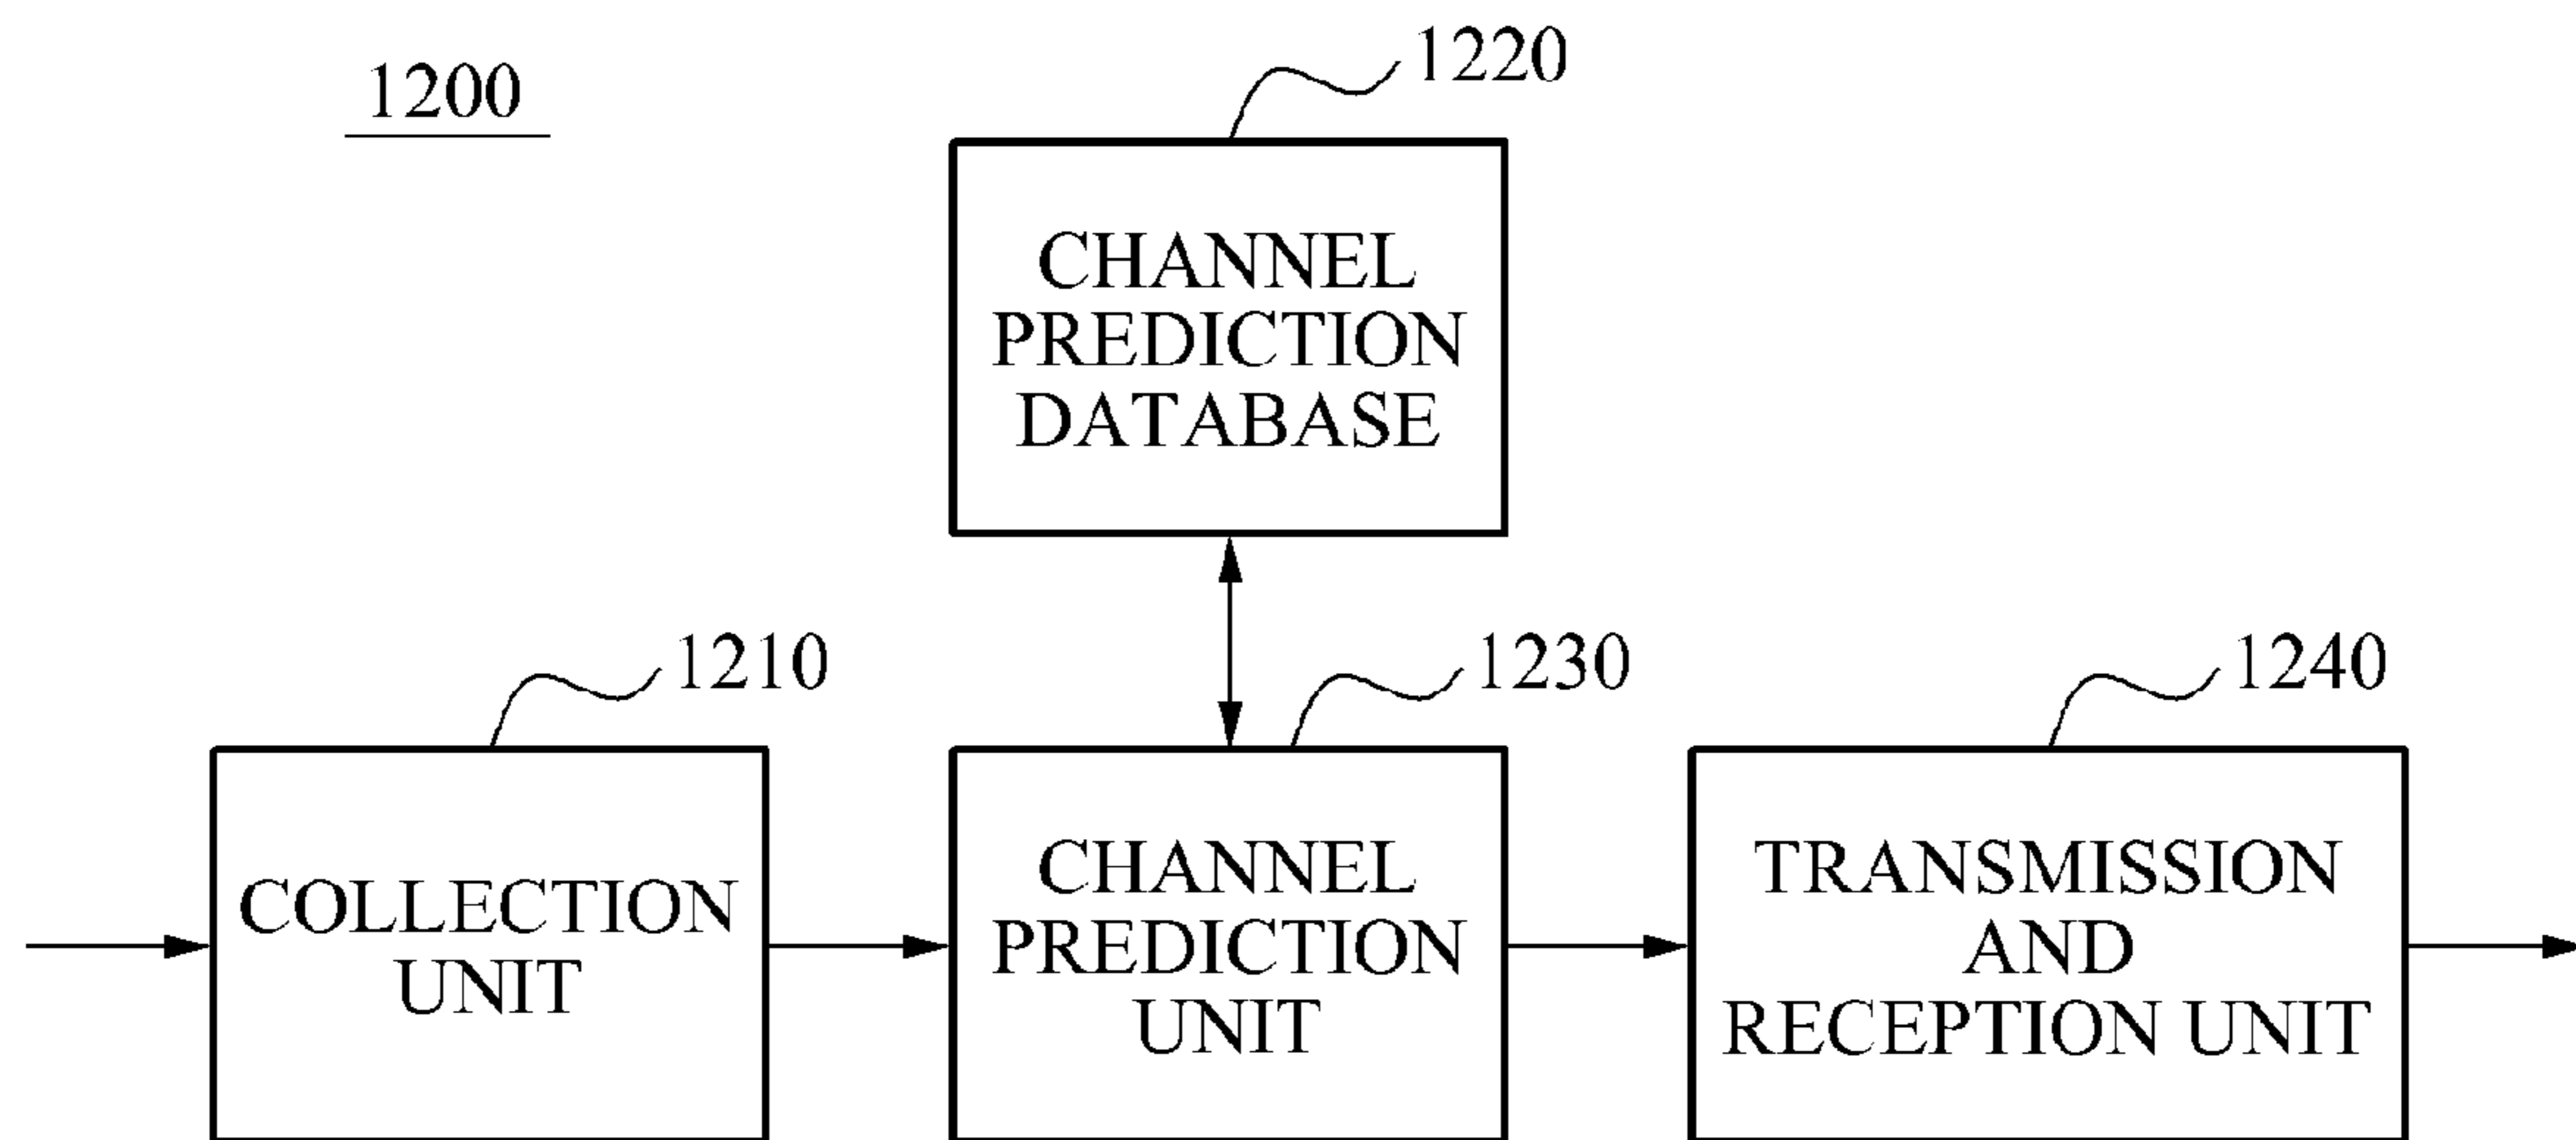 1200
1220
CHANNEL
PREDICTION
DATABASE
1210
1230
1240
COLLECTION
UNIT
CHANNEL
PREDICTION
UNIT
TRANSMISSION
AND
RECEPTION UNIT